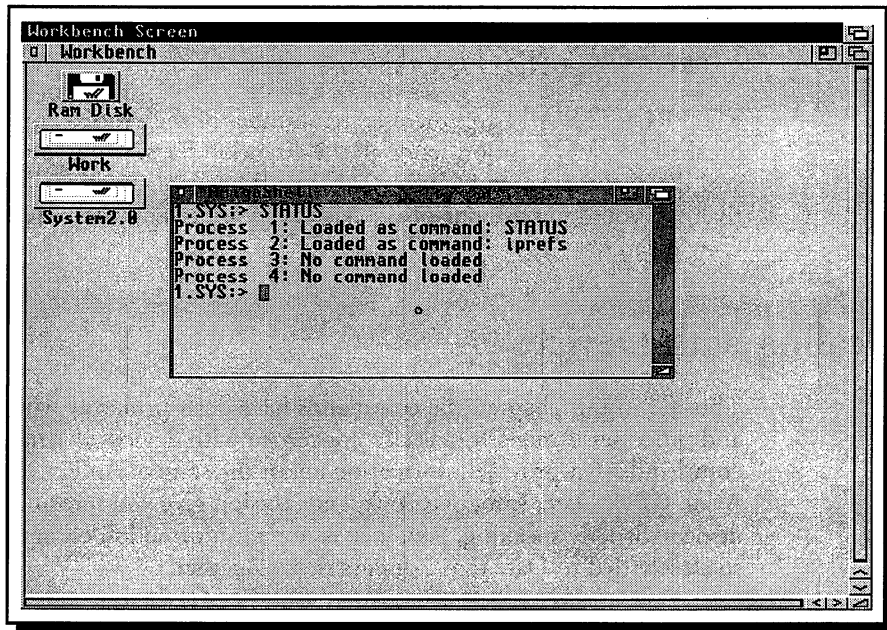 Workbench Screen
Workbench
Ram Disk
Work
System2.0
AmigaShell
1.SYS:> STATUS
Process 1: Loaded as command: STATUS
Process 2: Loaded as command: iprefs
Process 3: No command loaded
Process 4: No command loaded
1.SYS:>